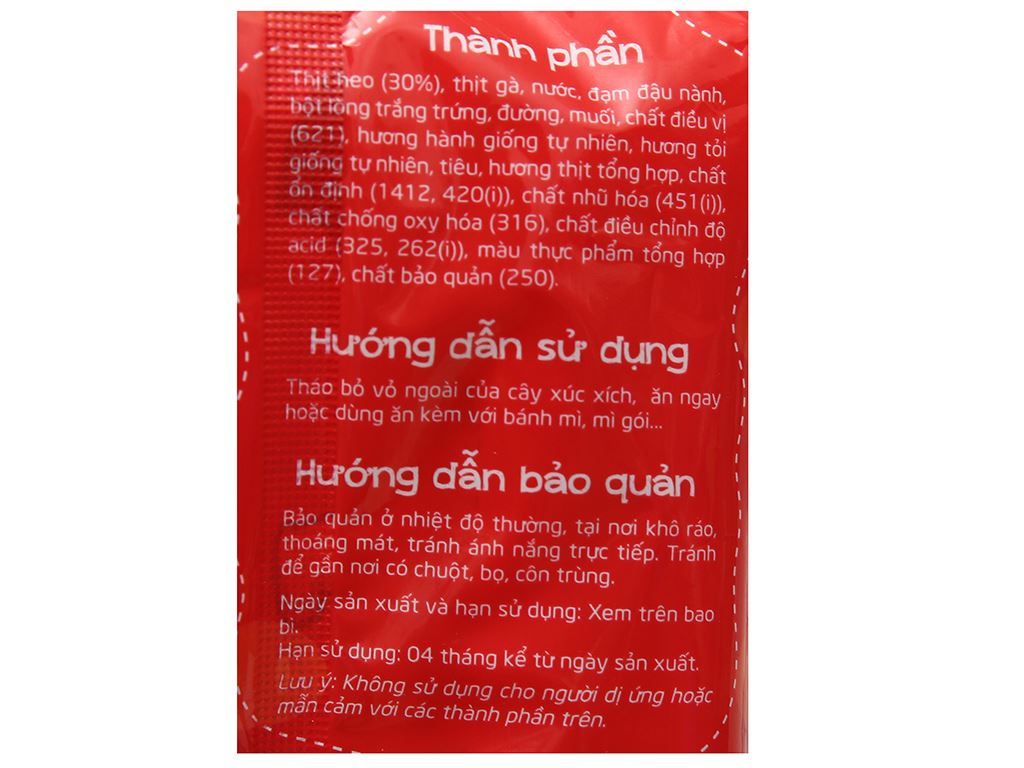 Thành phần
Thịt heo (30%), thịt gà, nước, đạm đậu nành,
bột lòng trắng trứng, đường, muối, chất điều vị
(621), hương hành giống tự nhiên, hương tỏi
giống tự nhiên, tiêu, hương thịt tổng hợp, chất
ổn định (1412, 420(i)), chất nhũ hóa (451(i)),
chất chống oxy hóa (316), chất điều chỉnh độ
acid (325, 262(i)), màu thực phẩm tổng hợp
(127), chất bảo quản (250).
Hướng dẫn sử dụng
Tháo bỏ vỏ ngoài của cây xúc xích, ăn ngay
hoặc dùng ăn kèm với bánh mì, mì gói...
Hướng dẫn bảo quản
Bảo quản ở nhiệt độ thường, tại nơi khô ráo,
thoáng mát, tránh ánh nắng trực tiếp. Tránh
để gần nơi có chuột, bọ, côn trùng.
Ngày sản xuất và hạn sử dụng: Xem trên bao
bì.
Hạn sử dụng: 04 tháng kể từ ngày sản xuất.
Lưu ý: Không sử dụng cho người dị ứng hoặc
mẫn cảm với các thành phần trên.